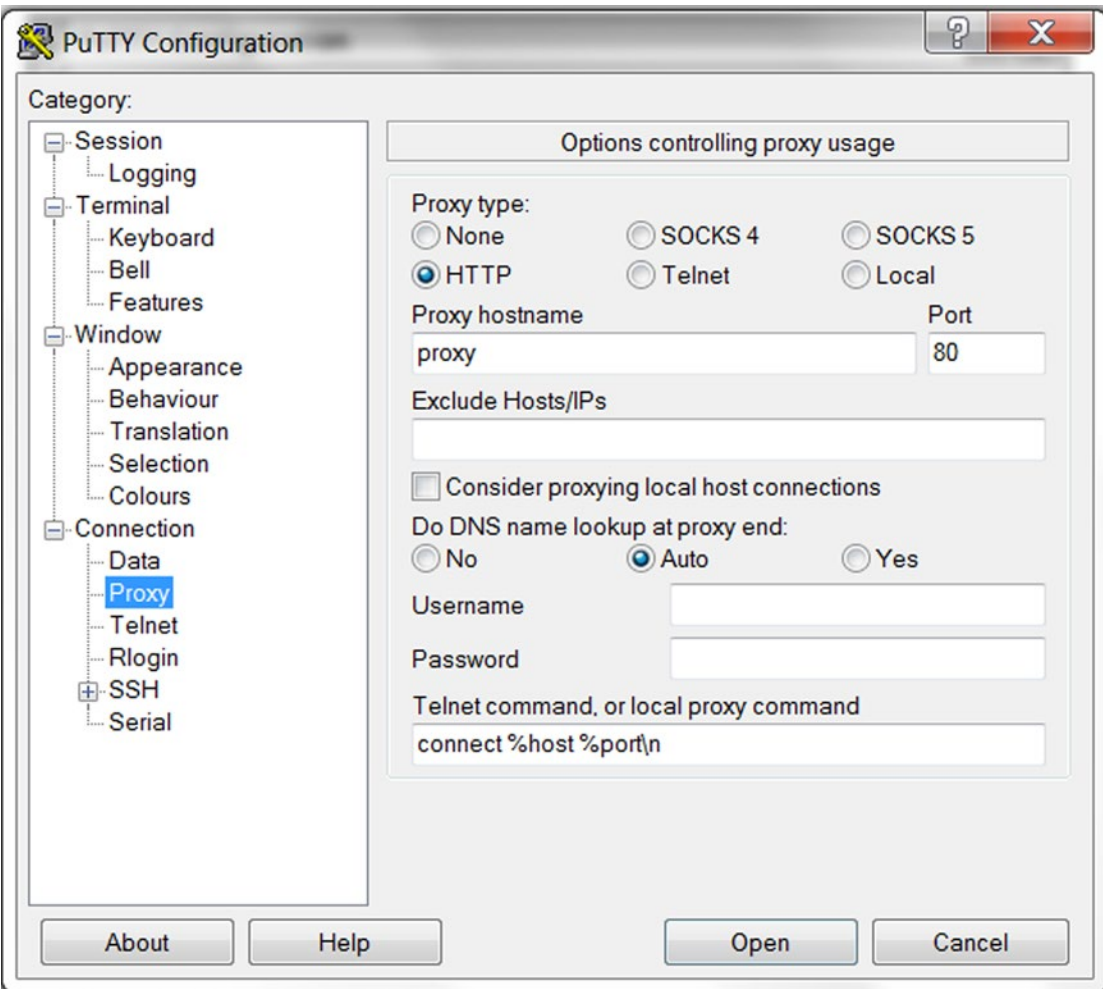 PuTTY Configuration
Category:
Session
Logging
Terminal
Keyboard
Bell
Features
Window
Appearance
Behaviour
Translation
Selection
Colours
Connection
Data
Proxy
Telnet
Rlogin
SSH
Serial
Options controlling proxy usage
Proxy type:
None SOCKS 4 SOCKS 5
HTTP Telnet Local
Proxy hostname Port
proxy 80
Exclude Hosts/IPs
Consider proxying local host connections
Do DNS name lookup at proxy end:
No Auto Yes
Username
Password
Telnet command, or local proxy command
connect %host %port\n
About Help Open Cancel